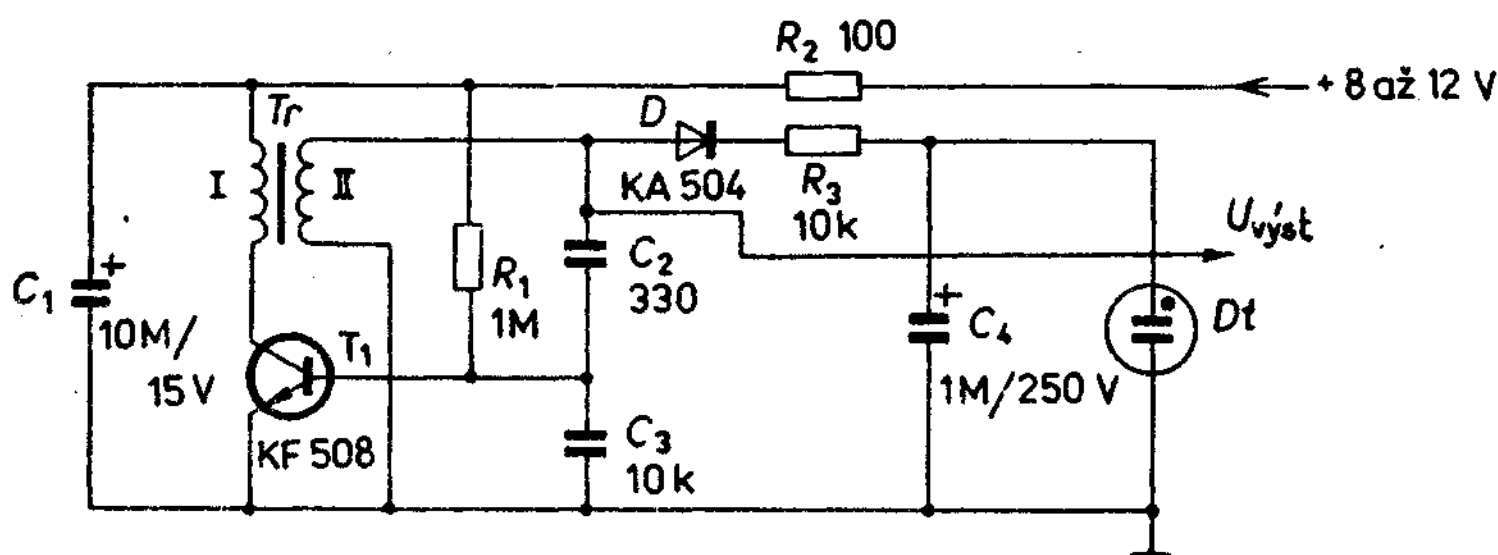 R₂ 100
+ 8 až 12 V
Tr
D
I
II
KA 504
R₃
10k
Uvýst
C₁
+
10M/
15V
R₁
1M
C₂
330
+
C₄
1M/250 V
Dt
T₁
KF 508
C₃
10k